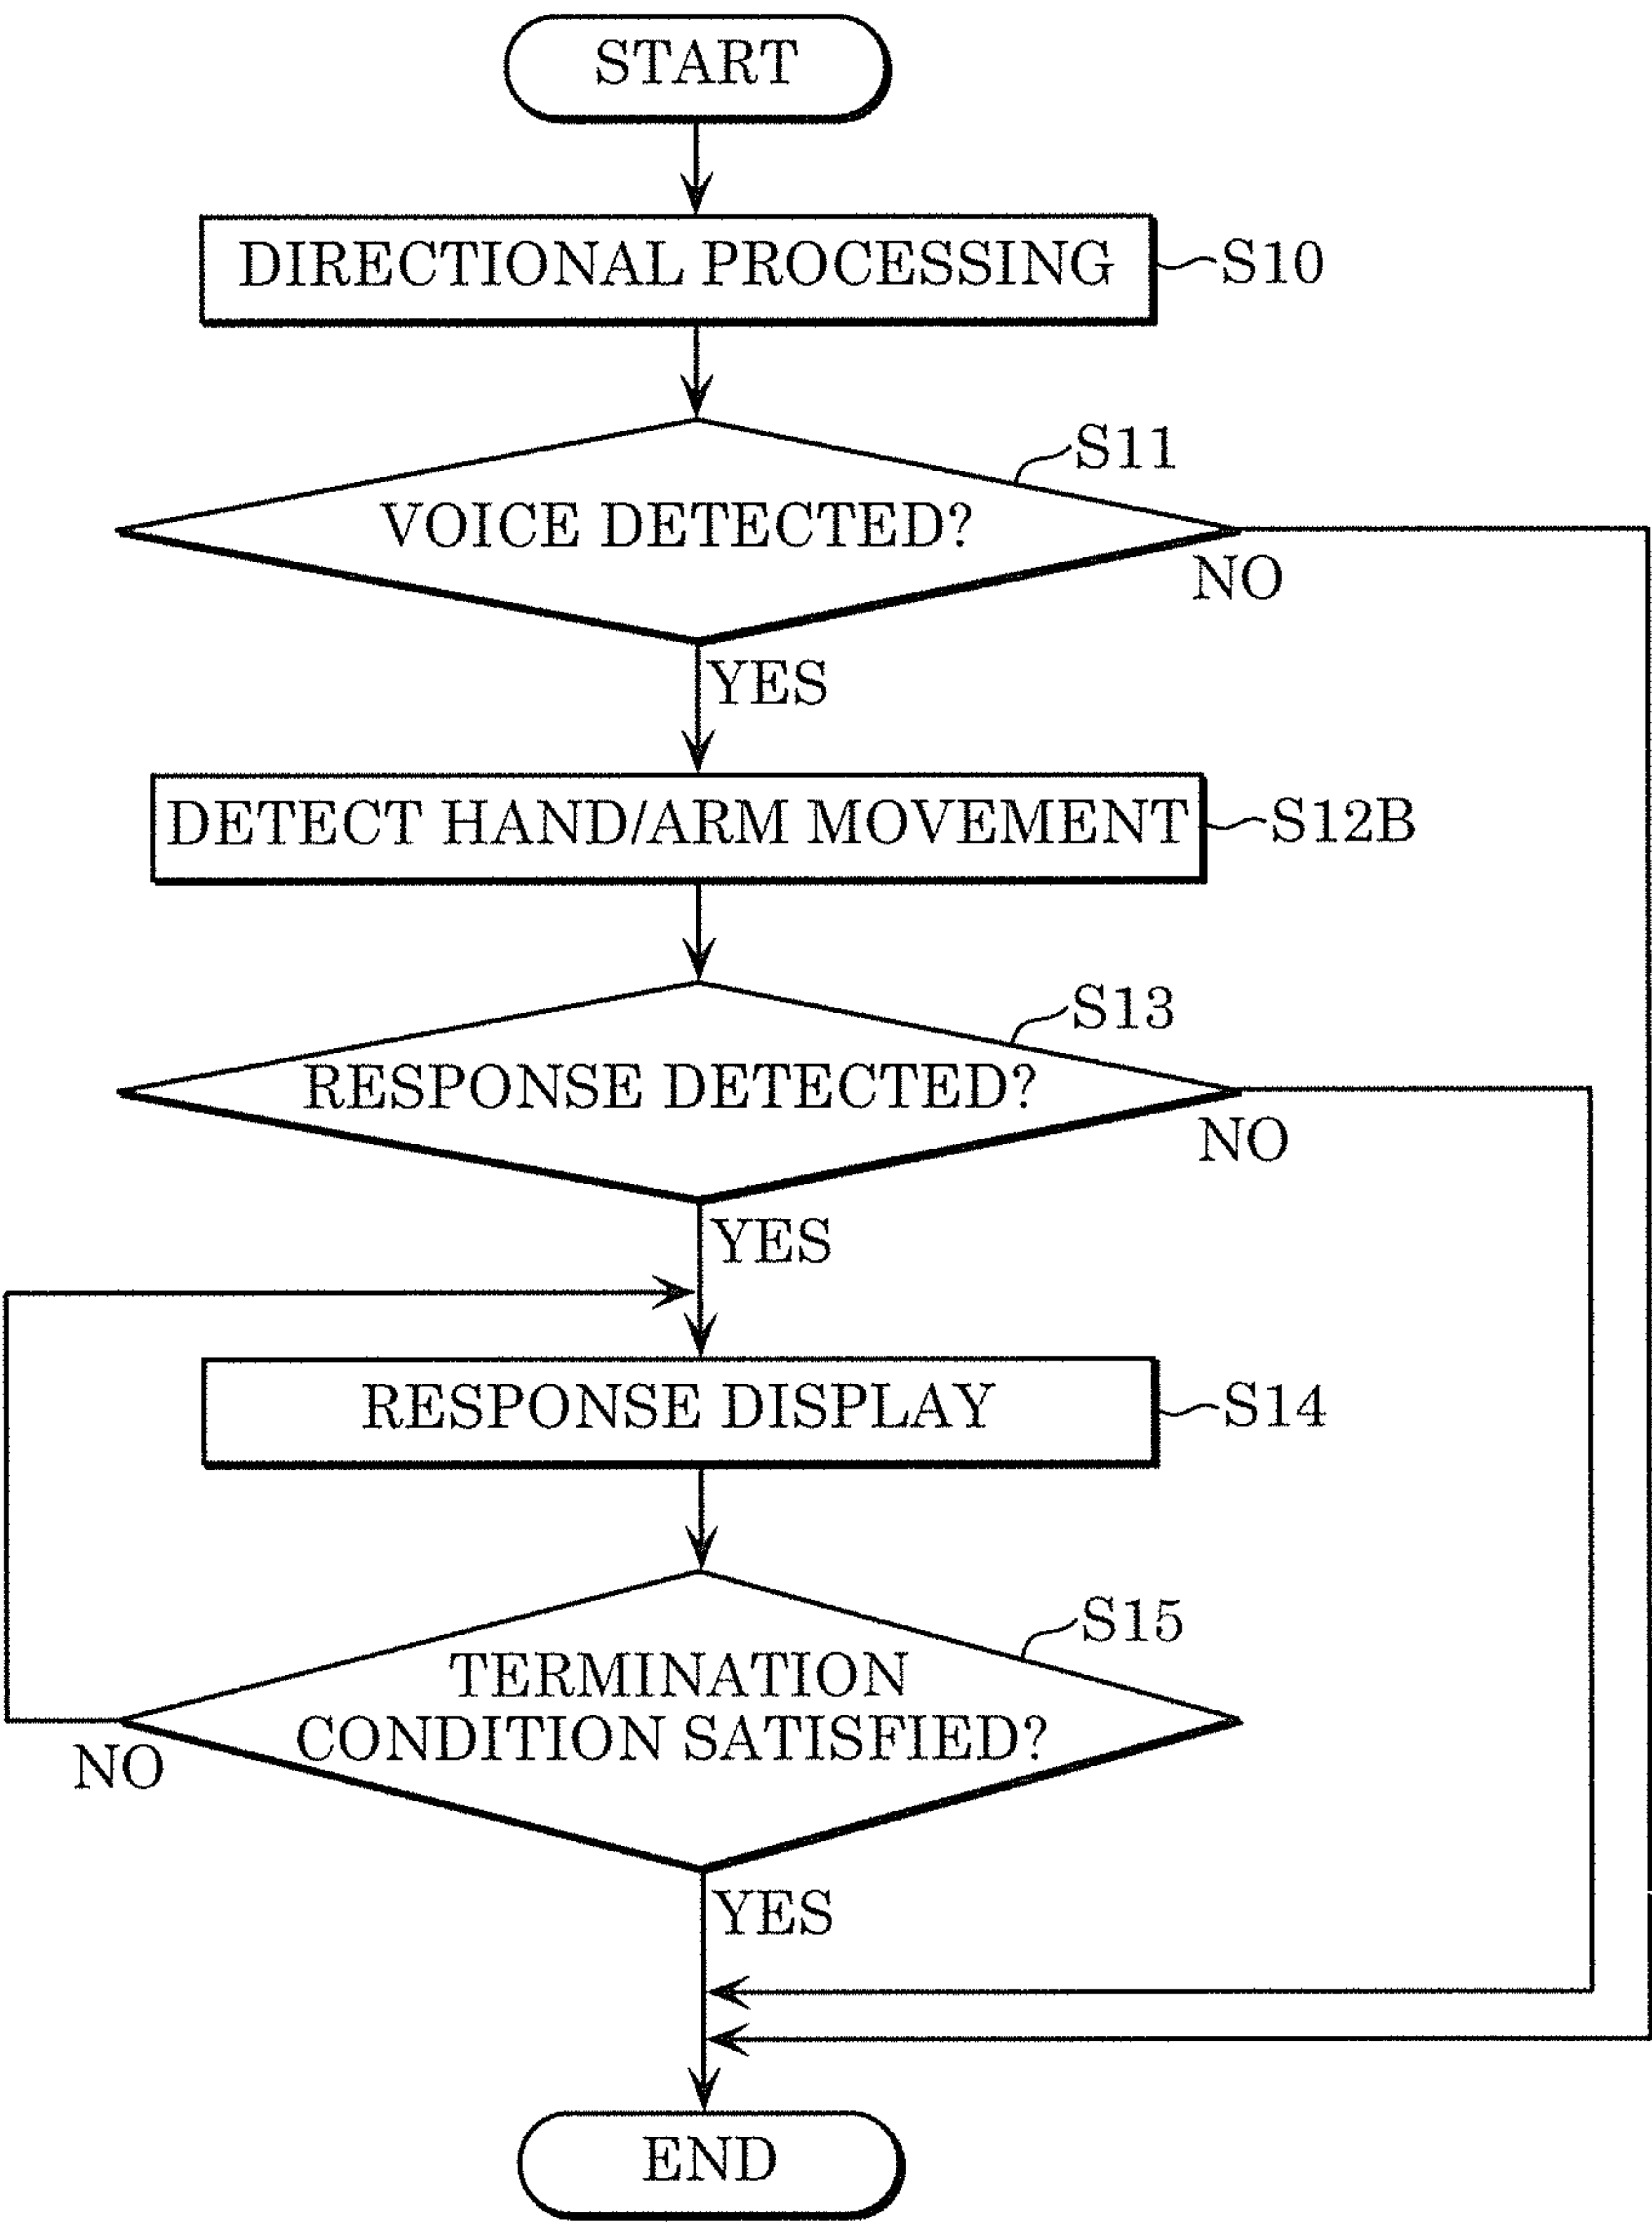 START
DIRECTIONAL PROCESSING
S10
S11
VOICE DETECTED?
NO
YES
DETECT HAND/ARM MOVEMENT
S12B
S13
RESPONSE DETECTED?
NO
YES
RESPONSE DISPLAY
S14
S15
TERMINATION
CONDITION SATISFIED?
NO
YES
END